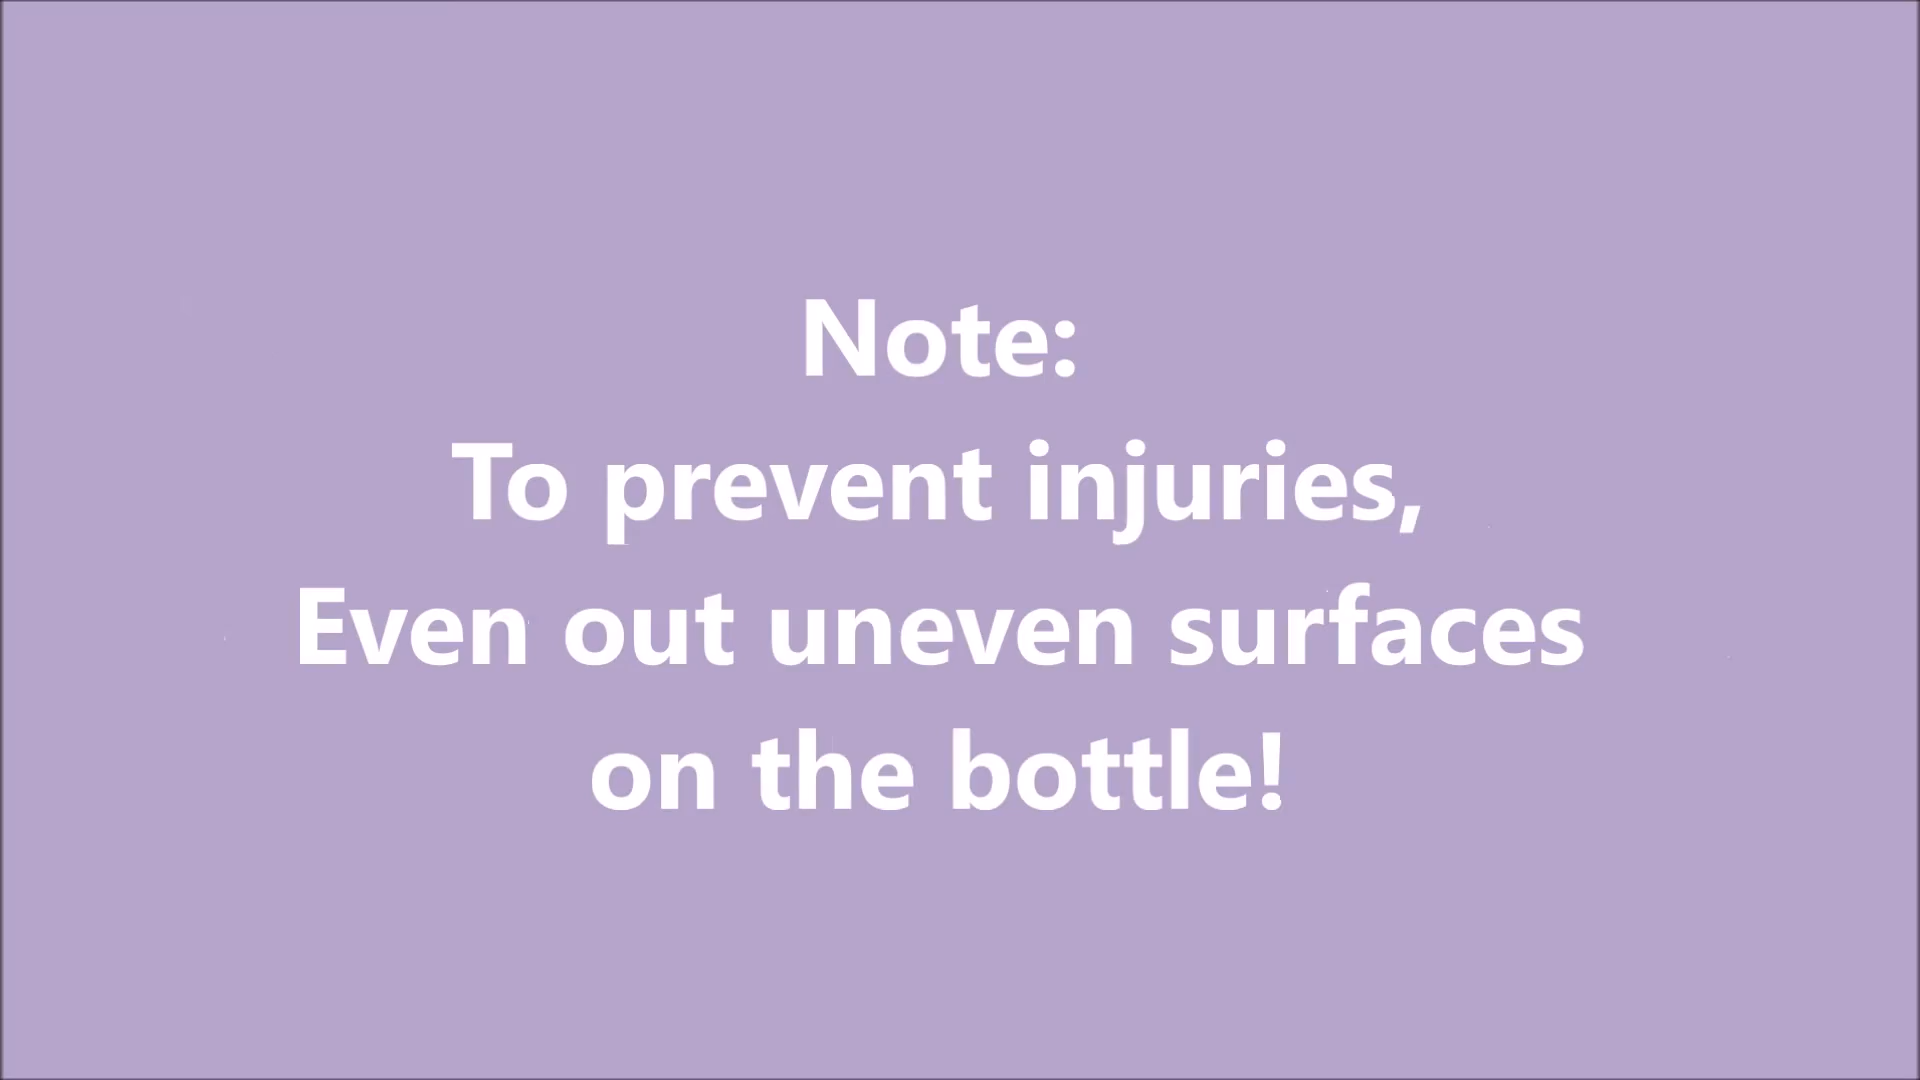 Note:
To prevent injuries,
Even out uneven surfaces
on the bottle!